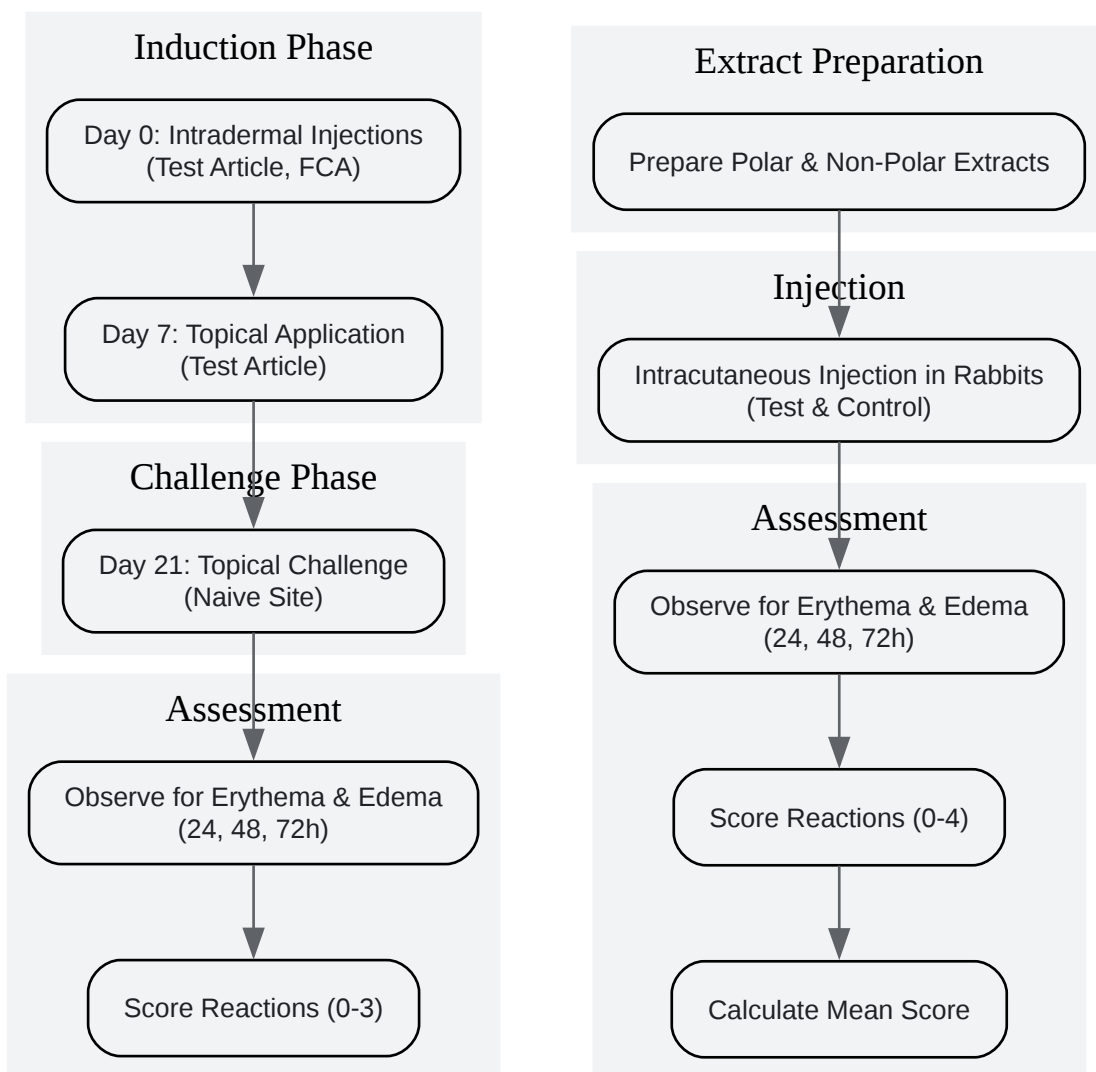 Induction Phase
Day 0: Intradermal Injections
(Test Article, FCA)
Day 7: Topical Application
(Test Article)
Challenge Phase
Day 21: Topical Challenge
(Naive Site)
Assessment
Observe for Erythema & Edema
(24, 48, 72h)
Score Reactions (0-3)
Extract Preparation
Prepare Polar & Non-Polar Extracts
Injection
Intracutaneous Injection in Rabbits
(Test & Control)
Assessment
Observe for Erythema & Edema
(24, 48, 72h)
Score Reactions (0-4)
Calculate Mean Score